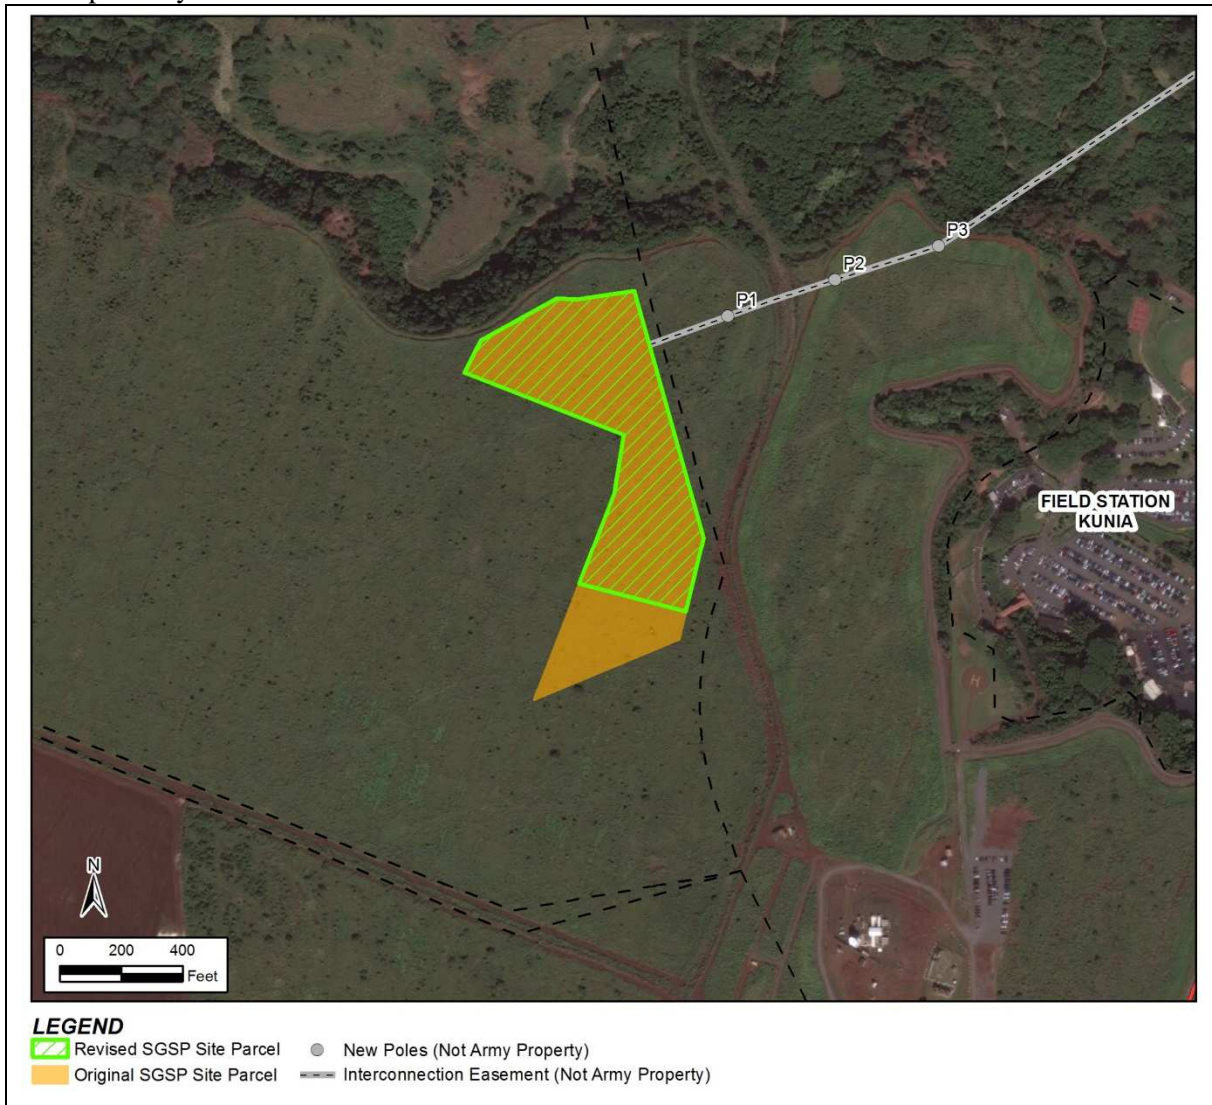 P3
P2
P1
FIELD STATION
KUNIA
H
N
0 200 400
Feet
LEGEND
Revised SGSP Site Parcel
New Poles (Not Army Property)
Original SGSP Site Parcel
Interconnection Easement (Not Army Property)